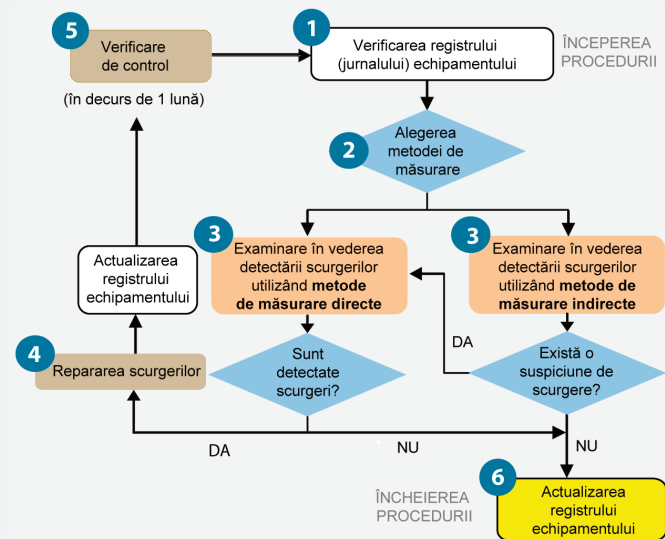 5
Verificare
de control
(în decurs de 1 lună)
1
Verificarea registrului
(jurnalului) echipamentului
ÎNCEPEREA
PROCEDURII
2
Alegerea
metodei de
măsurare
3
Examinare în vederea
detectării scurgerilor
utilizând metode
de măsurare directe
3
Examinare în vederea
detectării scurgerilor
utilizând metode de
măsurare indirecte
Actualizarea
registrului
echipamentului
DA
4
Repararea scurgerilor
Sunt
detectate
scurgeri?
Există o
suspiciune de
scurgere?
DA
NU
NU
6
ÎNCHEIEREA
PROCEDURII
Actualizarea
registrului
echipamentului